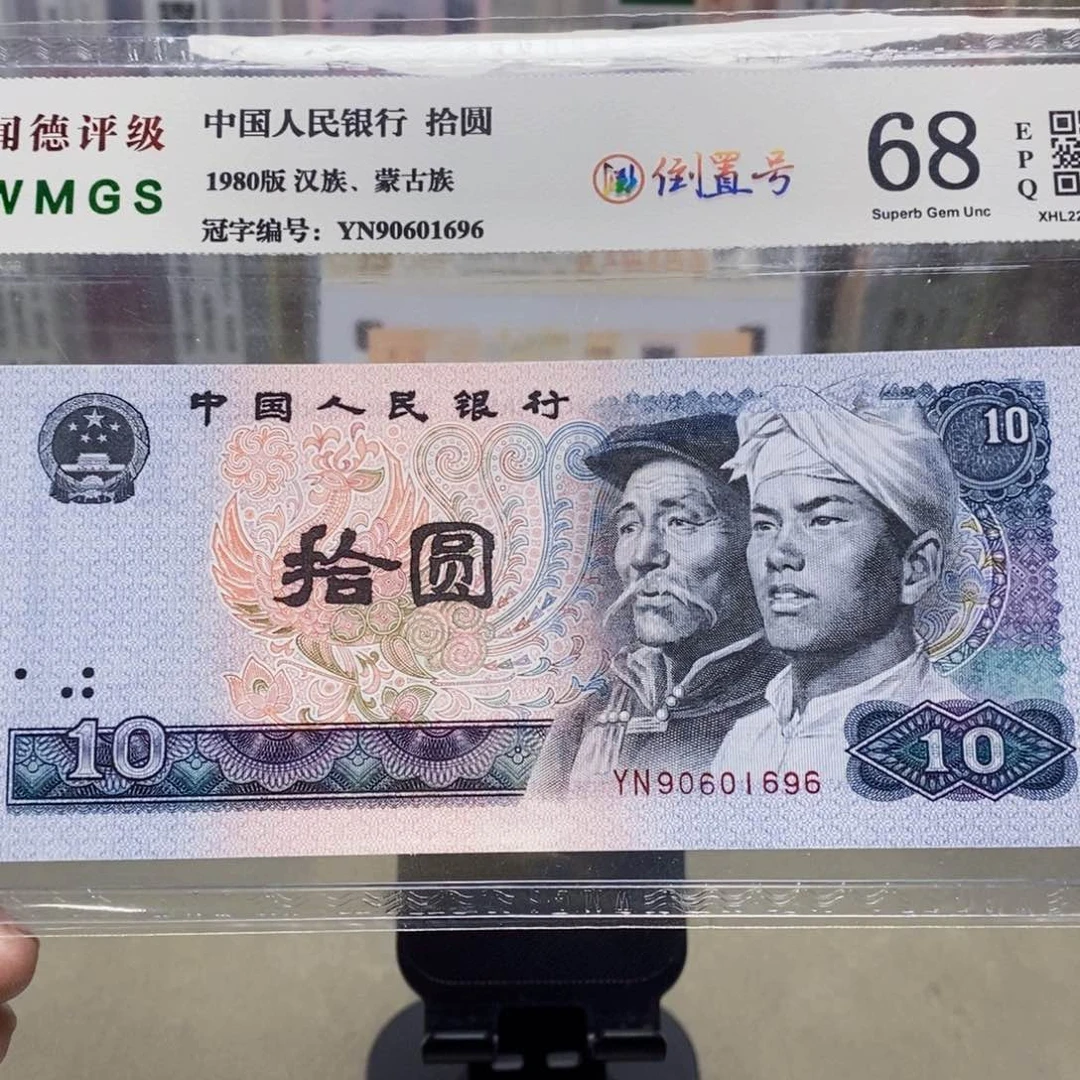 闻德评级
WMGS
中国人民银行 拾圆
1980版 汉族、蒙古族
冠字编号：YN90601696
倒置号
68
Superb Gem Unc
E
P
Q
XHL22
中国人民银行
10
拾圆
10
YN90601696
10